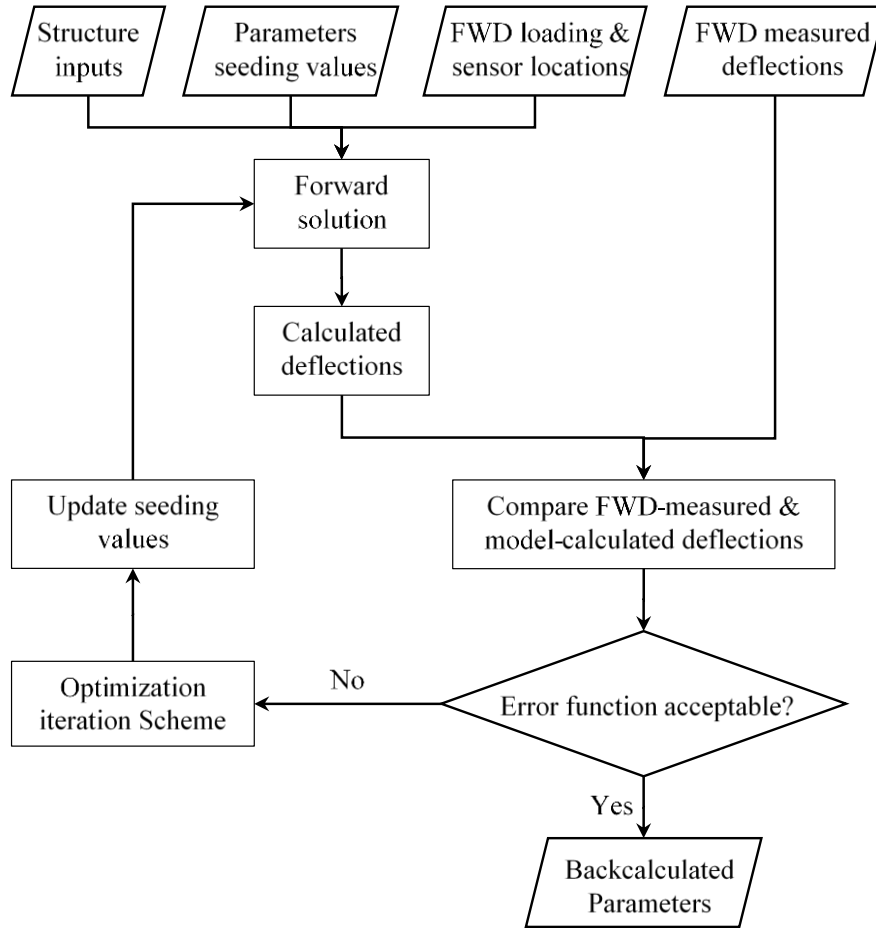 Structure
inputs
Parameters
seeding values
FWD loading &
sensor locations
FWD measured
deflections
Forward
solution
Calculated
deflections
Update seeding
values
Compare FWD-measured &
model-calculated deflections
Optimization
iteration Scheme
No
Error function acceptable?
Yes
Backcalculated
Parameters